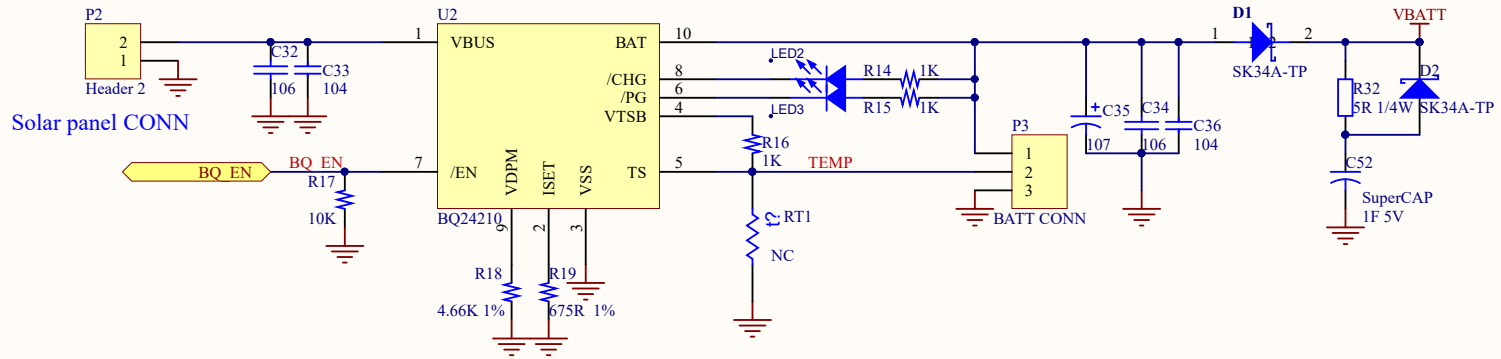 P2
2
1
Header 2
Solar panel CONN
C32
106
C33
104
BQ_EN
BQ_EN
R17
10K
U2
1
VBUS
BAT
10
/CHG
8
/PG
6
VTSB
4
7
/EN
VDPM
ISET
VSS
TS
5
BQ24210
9
2
3
R18
4.66K 1%
R19
675R 1%
LED2
LED3
R14
1K
R15
1K
R16
1K
TEMP
t?
RT1
NC
P3
1
2
3
BATT CONN
+
C35
107
C34
106
C36
104
D1
1
2
SK34A-TP
VBATT
R32
5R 1/4W
D2
SK34A-TP
C52
SuperCAP
1F 5V